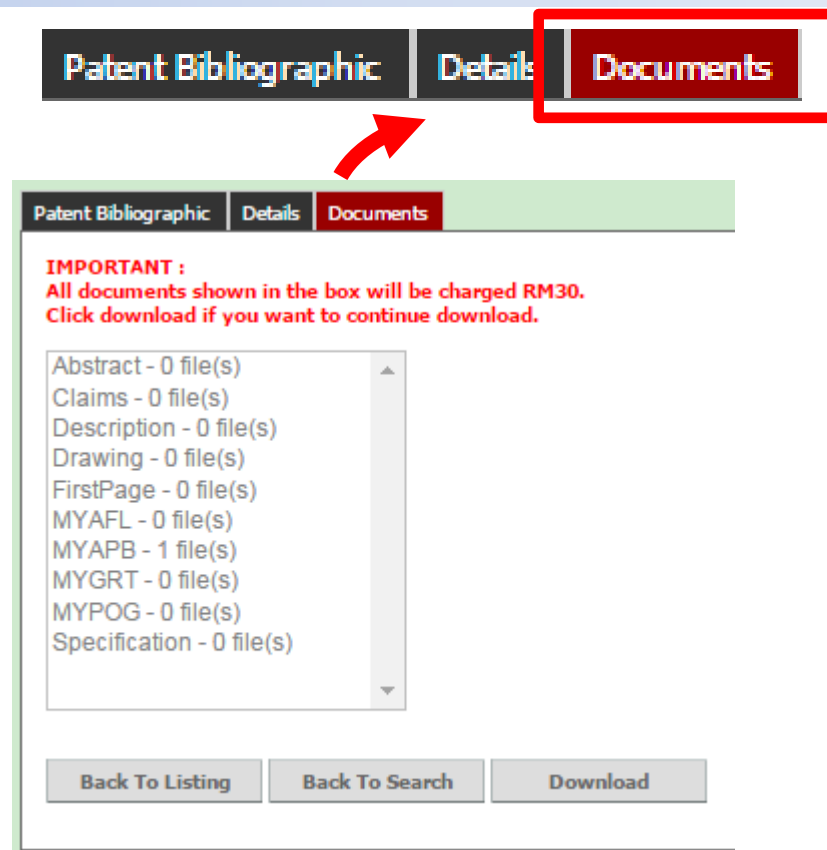 Patent Bibliographic Details Documents
Patent Bibliographic Details Documents
IMPORTANT :
All documents shown in the box will be charged RM30.
Click download if you want to continue download.
Abstract - 0 file(s)
Claims - 0 file(s)
Description - 0 file(s)
Drawing - 0 file(s)
FirstPage - 0 file(s)
MYAFL - 0 file(s)
MYAPB - 1 file(s)
MYGRT - 0 file(s)
MYPOG - 0 file(s)
Specification - 0 file(s)
Back To Listing Back To Search Download